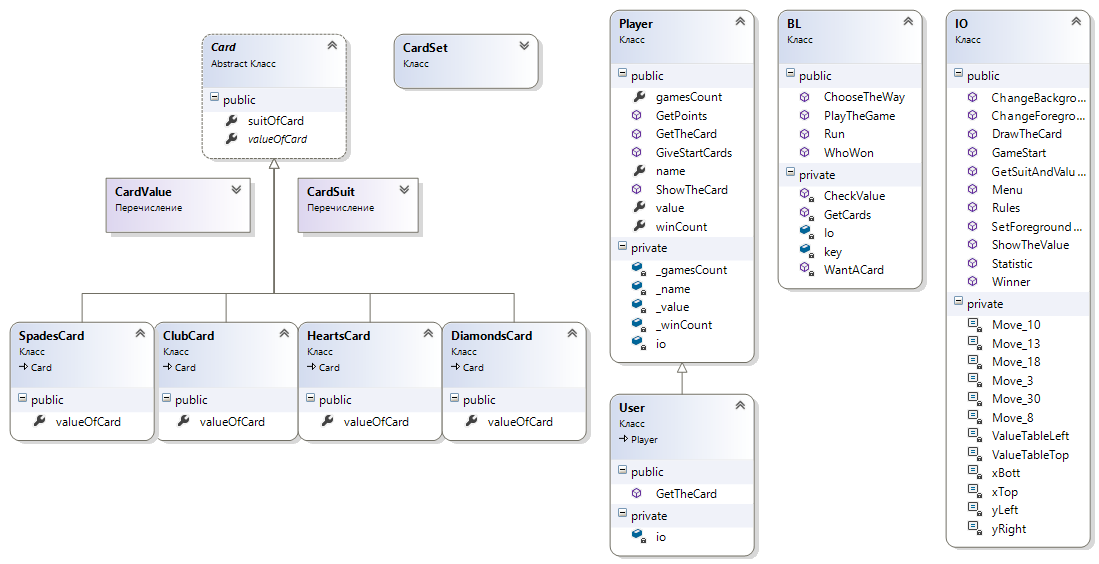 Card
Abstract Класс
public
suitOfCard
valueOfCard
CardSet
Класс
CardValue
Перечисление
CardSuit
Перечисление
SpadesCard
Класс
Card
public
valueOfCard
ClubCard
Класс
Card
public
valueOfCard
HeartsCard
Класс
Card
public
valueOfCard
DiamondsCard
Класс
Card
public
valueOfCard
Player
Класс
public
gamesCount
GetPoints
GetTheCard
GiveStartCards
name
ShowTheCard
value
winCount
private
_gamesCount
_name
_value
_winCount
io
User
Класс
Player
public
GetTheCard
private
io
BL
Класс
public
ChooseTheWay
PlayTheGame
Run
WhoWon
private
CheckValue
GetCards
Io
key
WantACard
IO
Класс
public
ChangeBackgro...
ChangeForegro...
DrawTheCard
GameStart
GetSuitAndValu...
Menu
Rules
SetForeground ...
ShowTheValue
Statistic
Winner
private
Move_10
Move_13
Move_18
Move_3
Move_30
Move_8
ValueTableLeft
ValueTableTop
xBott
xTop
yLeft
yRight